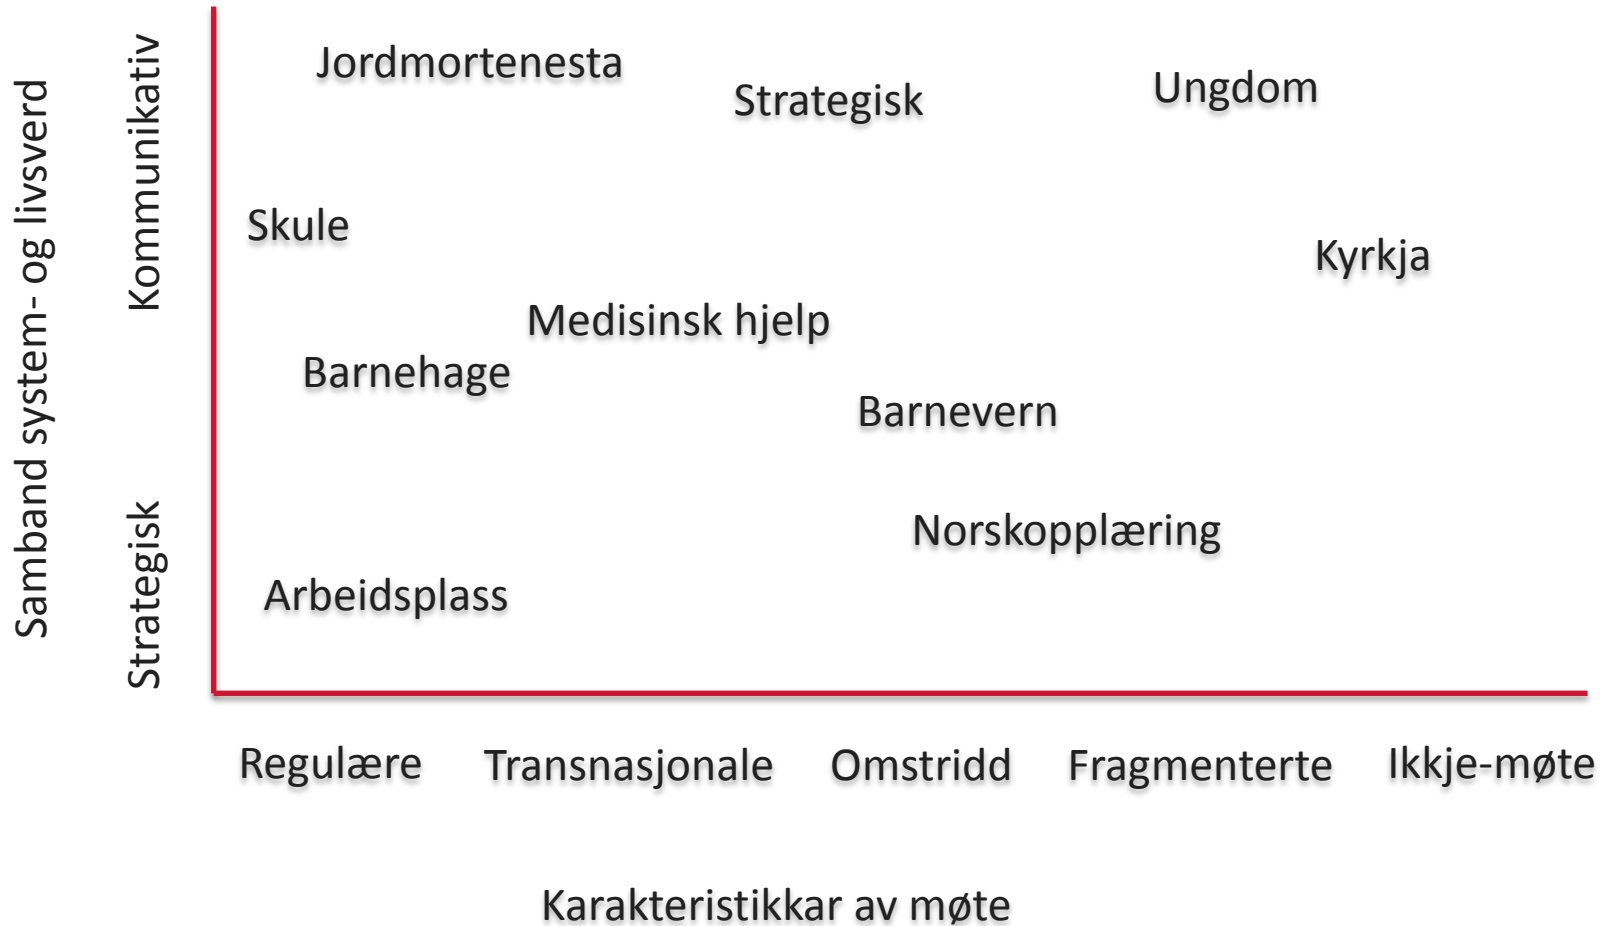 Samband system- og livsverd
Kommunikativ
Strategisk
Jordmortenesta
Strategisk
Ungdom
Skule
Kyrkja
Medisinsk hjelp
Barnehage
Barnevern
Norskopplæring
Arbeidsplass
Regulære
Transnasjonale
Omstridd
Fragmenterte
Ikkje-møte
Karakteristikkar av møte